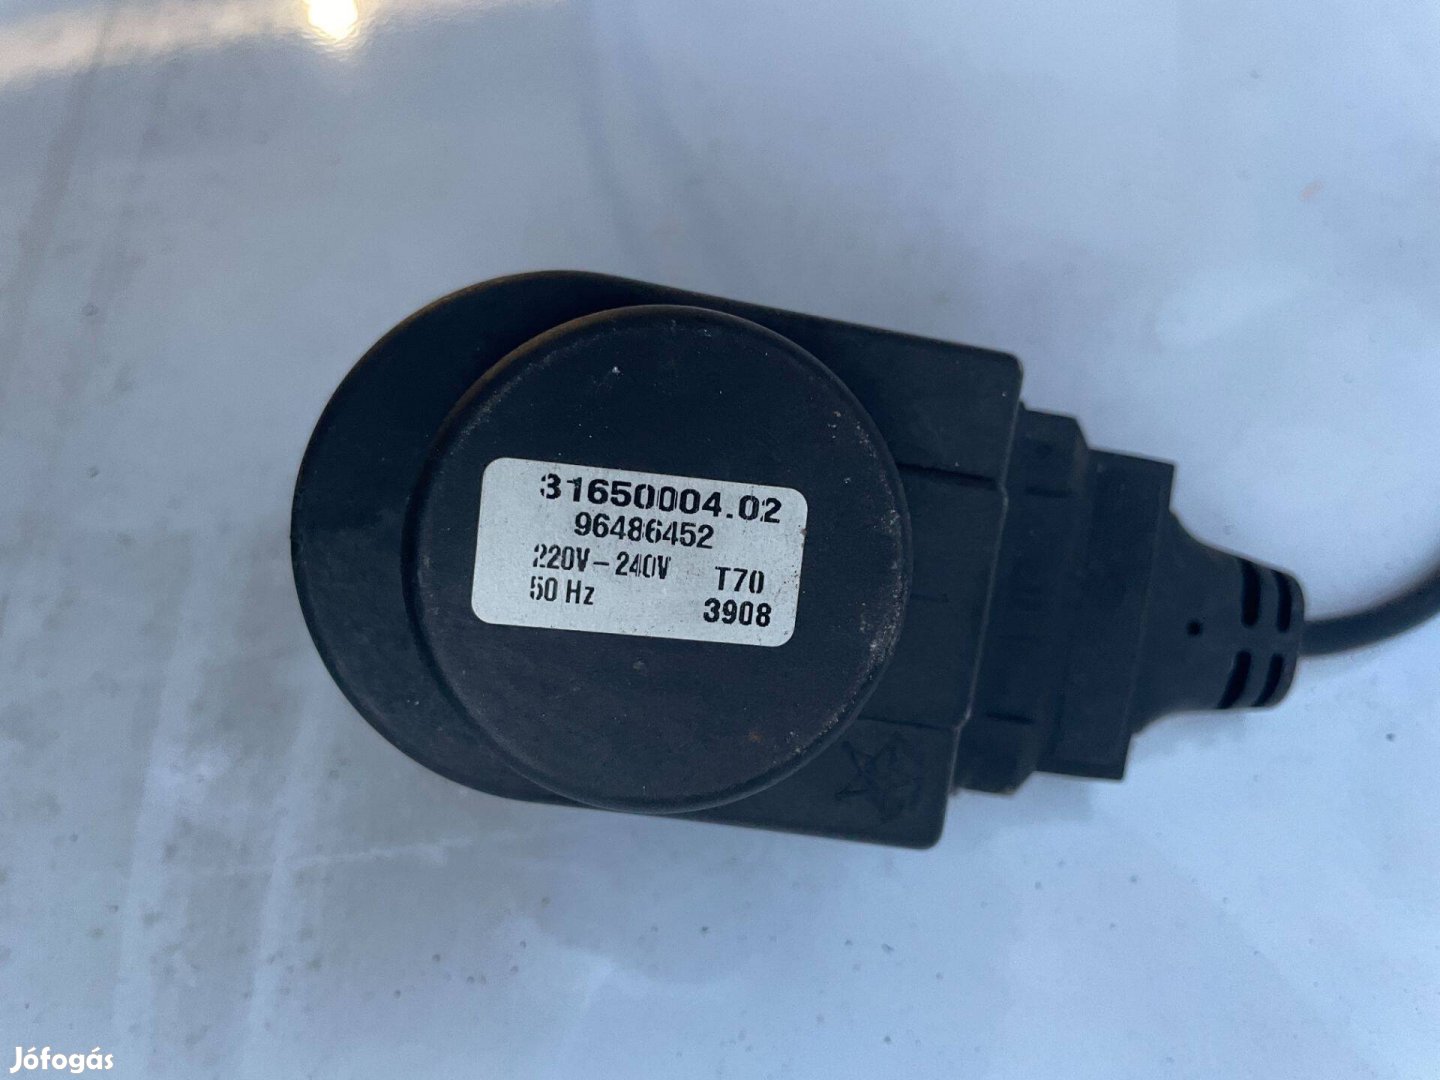 31650004.02
96486452
220V-240V T70
50 Hz 3908
Jófogás